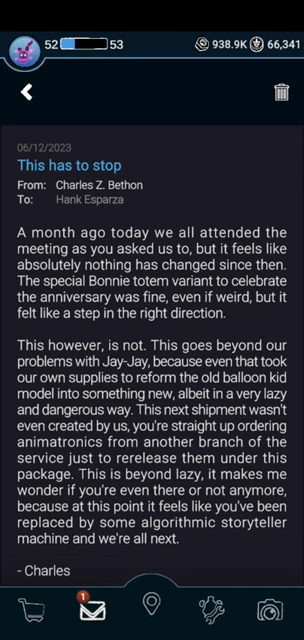 52 53 938.9K 66,341
06/12/2023
This has to stop
From: Charles Z. Bethon
To: Hank Esparza
A month ago today we all attended the
meeting as you asked us to, but it feels like
absolutely nothing has changed since then.
The special Bonnie totem variant to celebrate
the anniversary was fine, even if weird, but it
felt like a step in the right direction.
This however, is not. This goes beyond our
problems with Jay-Jay, because even that took
our own supplies to reform the old balloon kid
model into something new, albeit in a very lazy
and dangerous way. This next shipment wasn't
even created by us, you're straight up ordering
animatronics from another branch of the
service just to rerelease them under this
package. This is beyond lazy, it makes me
wonder if you're even there or not anymore,
because at this point it feels like you've been
replaced by some algorithmic storyteller
machine and we're all next.
- Charles
1